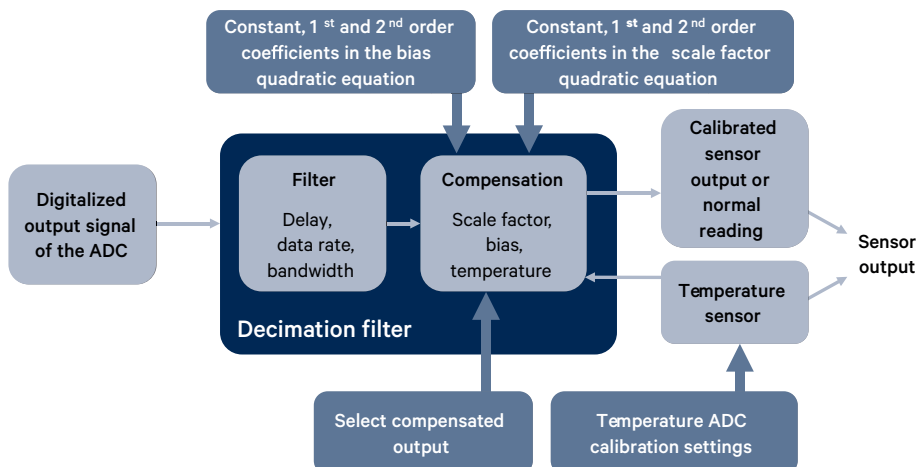 Constant, 1 st and 2 nd order
coefficients in the bias
quadratic equation
Constant, 1 st and 2 nd order
coefficients in the scale factor
quadratic equation
Digitalized
output signal
of the ADC
Filter
Delay,
data rate,
bandwidth
Compensation
Scale factor,
bias,
temperature
Decimation filter
Calibrated
sensor
output or
normal
reading
Temperature
sensor
Sensor
output
Select compensated
output
Temperature ADC
calibration settings